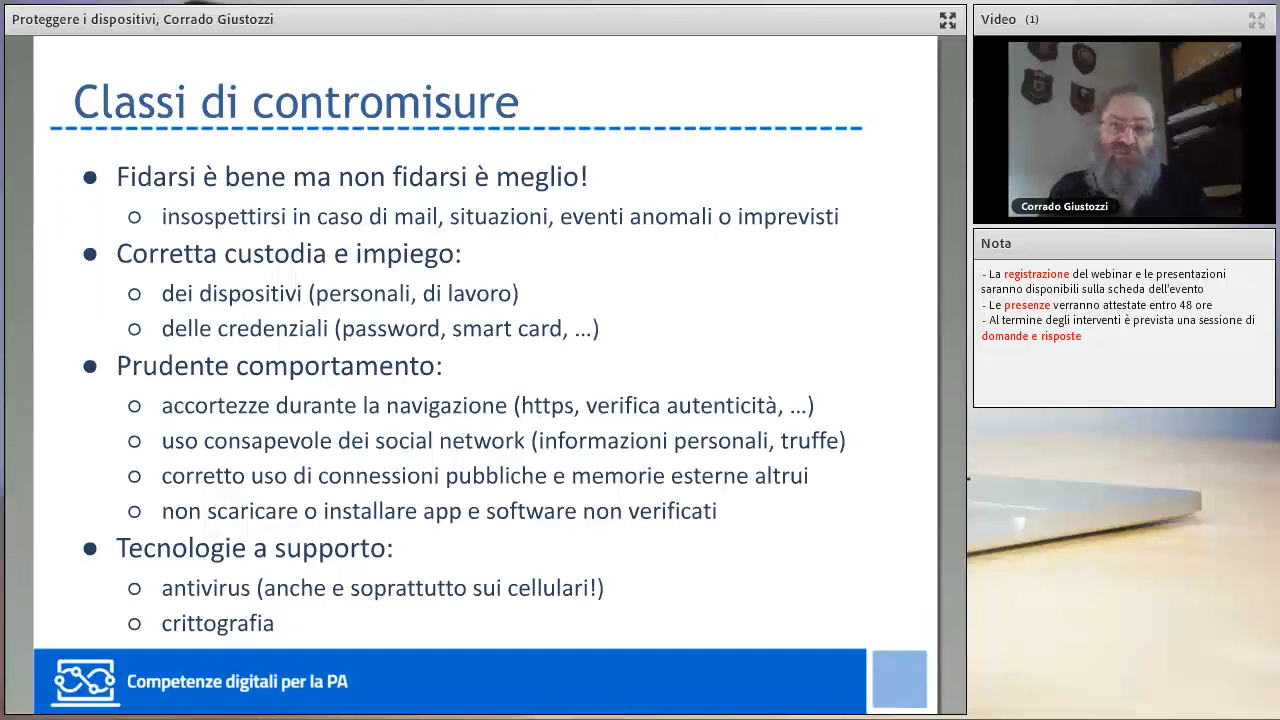 Proteggere i dispositivi, Corrado Giustozzi
Classi di contromisure
● Fidarsi è bene ma non fidarsi è meglio!
○ insospettirsi in caso di mail, situazioni, eventi anomali o imprevisti
● Corretta custodia e impiego:
○ dei dispositivi (personali, di lavoro)
○ delle credenziali (password, smart card, …)
● Prudente comportamento:
○ accortezze durante la navigazione (https, verifica autenticità, …)
○ uso consapevole dei social network (informazioni personali, truffe)
○ corretto uso di connessioni pubbliche e memorie esterne altrui
○ non scaricare o installare app e software non verificati
● Tecnologie a supporto:
○ antivirus (anche e soprattutto sui cellulari!)
○ crittografia
Competenze digitali per la PA
Video (1)
Corrado Giustozzi
Nota
- La registrazione del webinar e le presentazioni
saranno disponibili sulla scheda dell'evento
- Le presenze verranno attestate entro 48 ore
- Al termine degli interventi è prevista una sessione di
domande e risposte